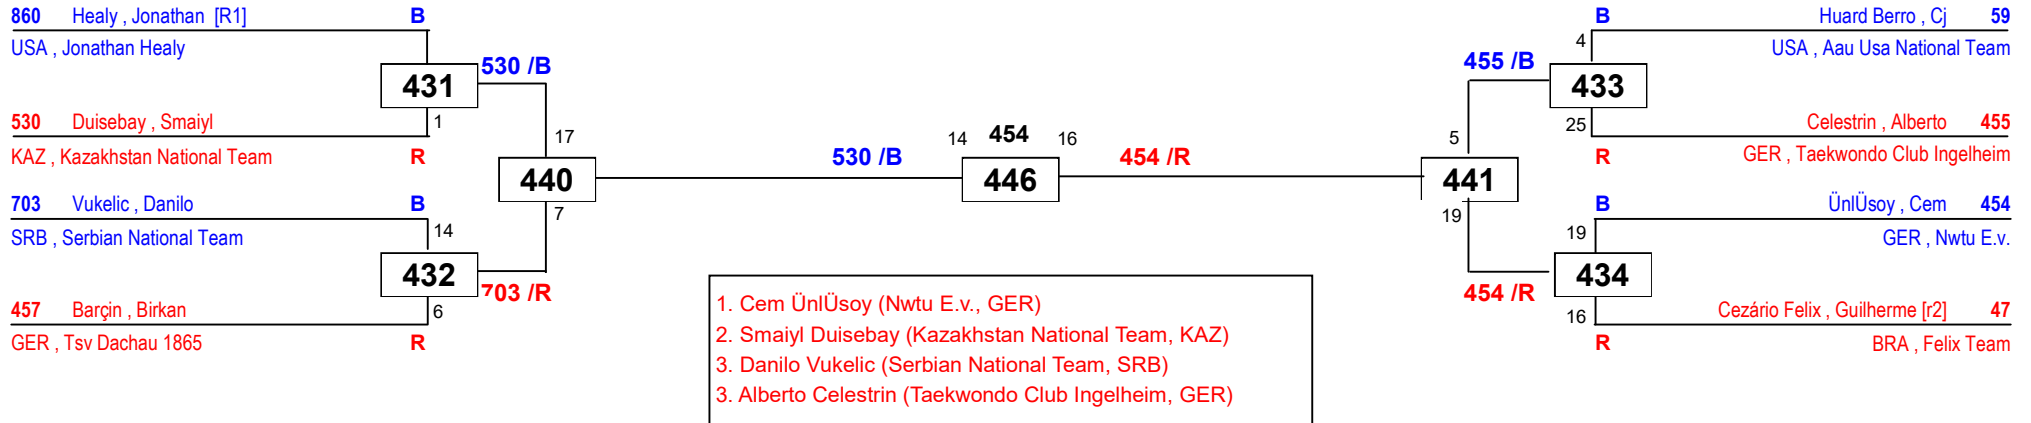 860 Healy , Jonathan [R1] B
USA , Jonathan Healy
431
530 /B
1
530 Duisebay , Smaiyl
KAZ , Kazakhstan National Team R
17
440
7
703 Vukelic , Danilo B
SRB , Serbian National Team
14
432
703 /R
6
457 Barçin , Birkan
GER , Tsv Dachau 1865 R
530 /B
14 454 16
446
454 /R
B Huard Berro , Cj 59
4 USA , Aau Usa National Team
455 /B
433
25
Celestrin , Alberto 455
R GER , Taekwondo Club Ingelheim
5
441
19
B ÜnlÜsoy , Cem 454
19 GER , Nwtu E.v.
434
454 /R
16
Cezário Felix , Guilherme [r2] 47
R BRA , Felix Team
1. Cem ÜnlÜsoy (Nwtu E.v., GER)
2. Smaiyl Duisebay (Kazakhstan National Team, KAZ)
3. Danilo Vukelic (Serbian National Team, SRB)
3. Alberto Celestrin (Taekwondo Club Ingelheim, GER)